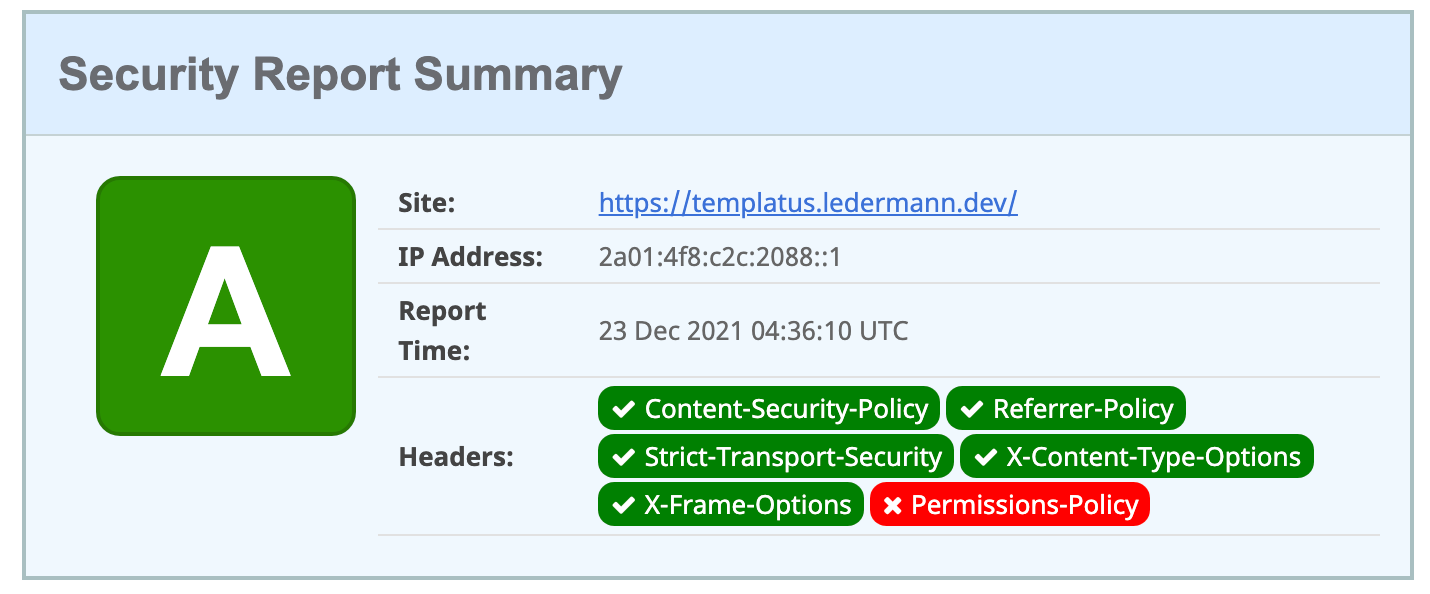 Security Report Summary
A
Site: https://templatus.ledermann.dev/
IP Address: 2a01:4f8:c2c:2088::1
Report
Time: 23 Dec 2021 04:36:10 UTC
Headers:
Content-Security-Policy Referrer-Policy
Strict-Transport-Security X-Content-Type-Options
X-Frame-Options Permissions-Policy